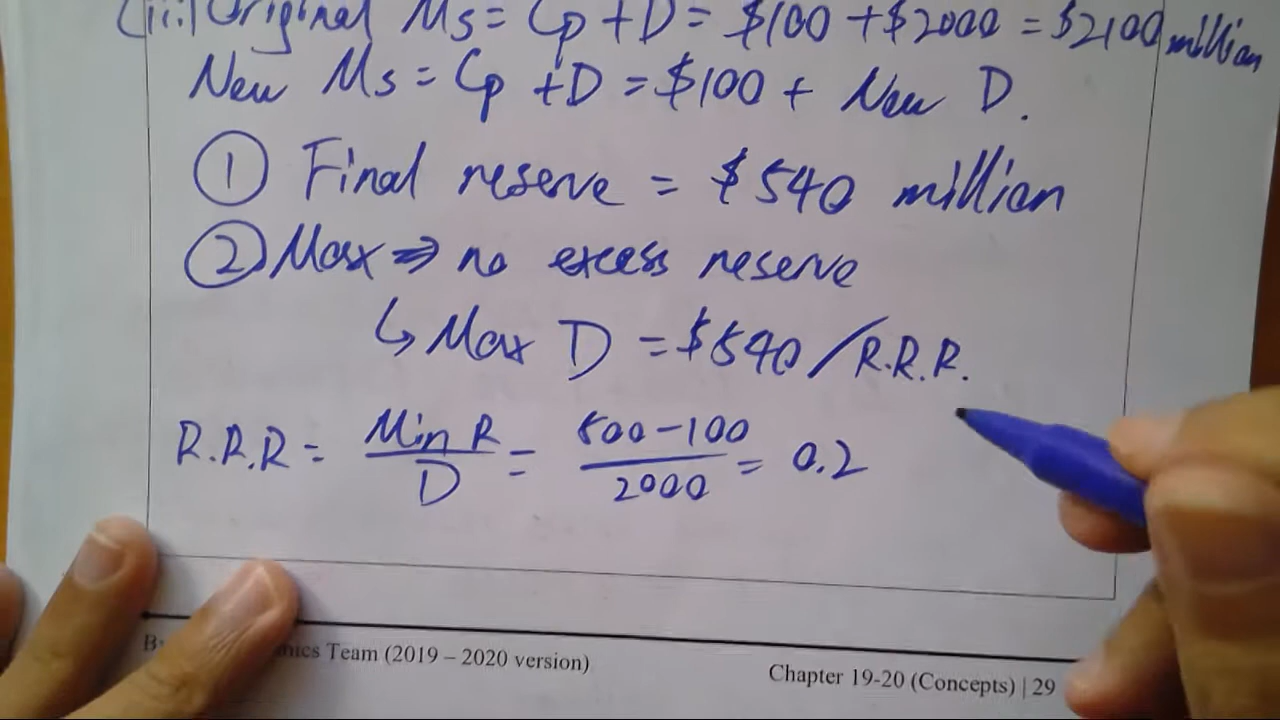 (iii) Original Ms = Cp + D = $100 + $2000 = $2100 million
New Ms = Cp + D = $100 + New D.
① Final reserve = $540 million
② Max ⇒ no excess reserve
↳ Max D = $540 / R.R.R.
R.R.R = Min R / D = 500 - 100 / 2000 = 0.2
Team (2019 – 2020 version)
Chapter 19-20 (Concepts) | 29